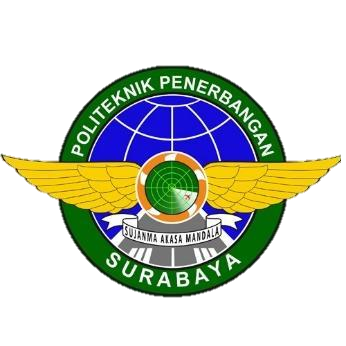 POLITEKNIK PENERBANGAN
SUJANMA AKASA MANDALA
SURABAYA